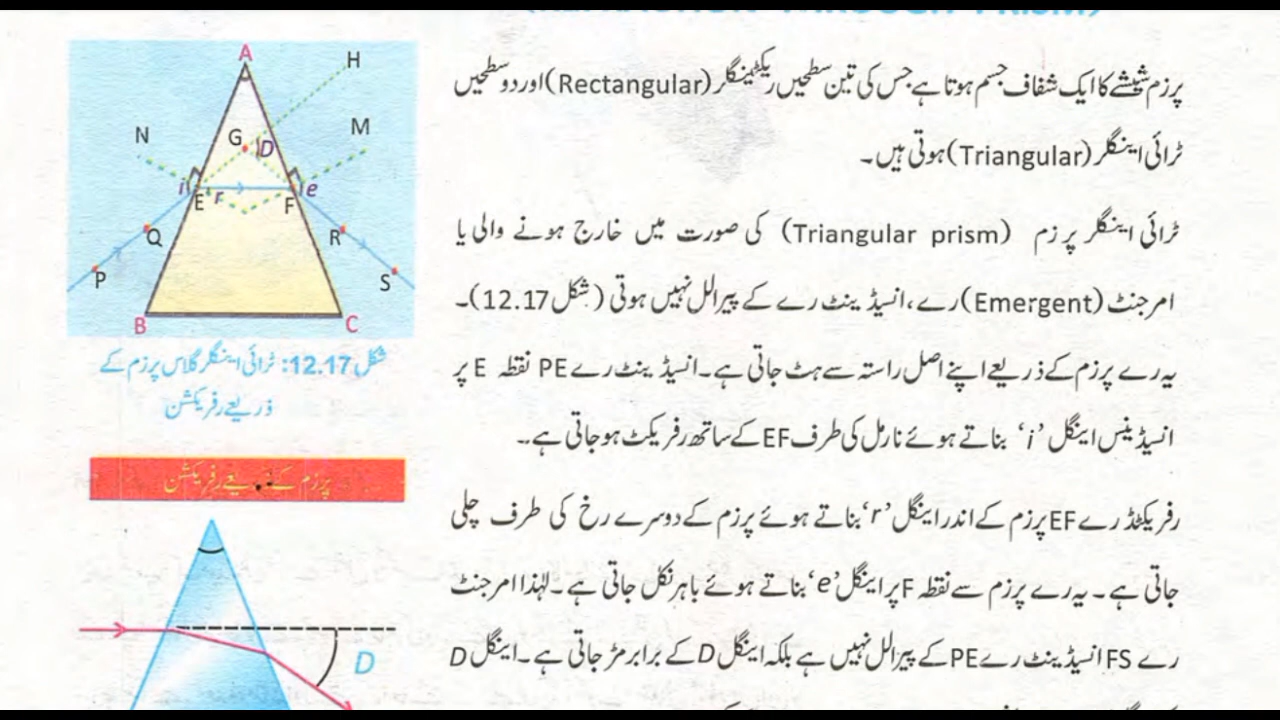 پرزم شیشے کا ایک شفاف جسم ہوتا ہے جس کی تین سطحیں ریکٹینگلر (Rectangular) اور دو سطحیں
ٹرائی اینگلر (Triangular) ہوتی ہیں۔
ٹرائی اینگلر پرزم (Triangular prism) کی صورت میں خارج ہونے والی یا
امرجنٹ (Emergent) رے، انسیڈینٹ رے کے پیرالل نہیں ہوتی (شکل 12.17)۔
یہ رے پرزم کے ذریعے اپنے اصل راستہ سے ہٹ جاتی ہے۔ انسیڈینٹ رے PE نقطہ E پر
انسیڈینس اینگل ‘i’ بناتے ہوئے نارمل کی طرف EF کے ساتھ رفریکٹ ہو جاتی ہے۔
رفریکٹڈ رے EF پرزم کے اندر اینگل ‘r’ بناتے ہوئے پرزم کے دوسرے رخ کی طرف چلی
جاتی ہے۔ یہ رے پرزم سے نقطہ F پر اینگل ‘e’ بناتے ہوئے باہر نکل جاتی ہے۔ لہٰذا امرجنٹ
رے FS انسیڈینٹ رے PE کے پیرالل نہیں ہے بلکہ اینگل D کے برابر مڑ جاتی ہے۔ اینگل D
A
H
N
G
D
M
i
E
r
F
e
Q
R
P
S
B
C
شکل 12.17: ٹرائی اینگلر گلاس پرزم کے
ذریعے رفریکشن
پرزم کے ذریعے رفریکشن
D